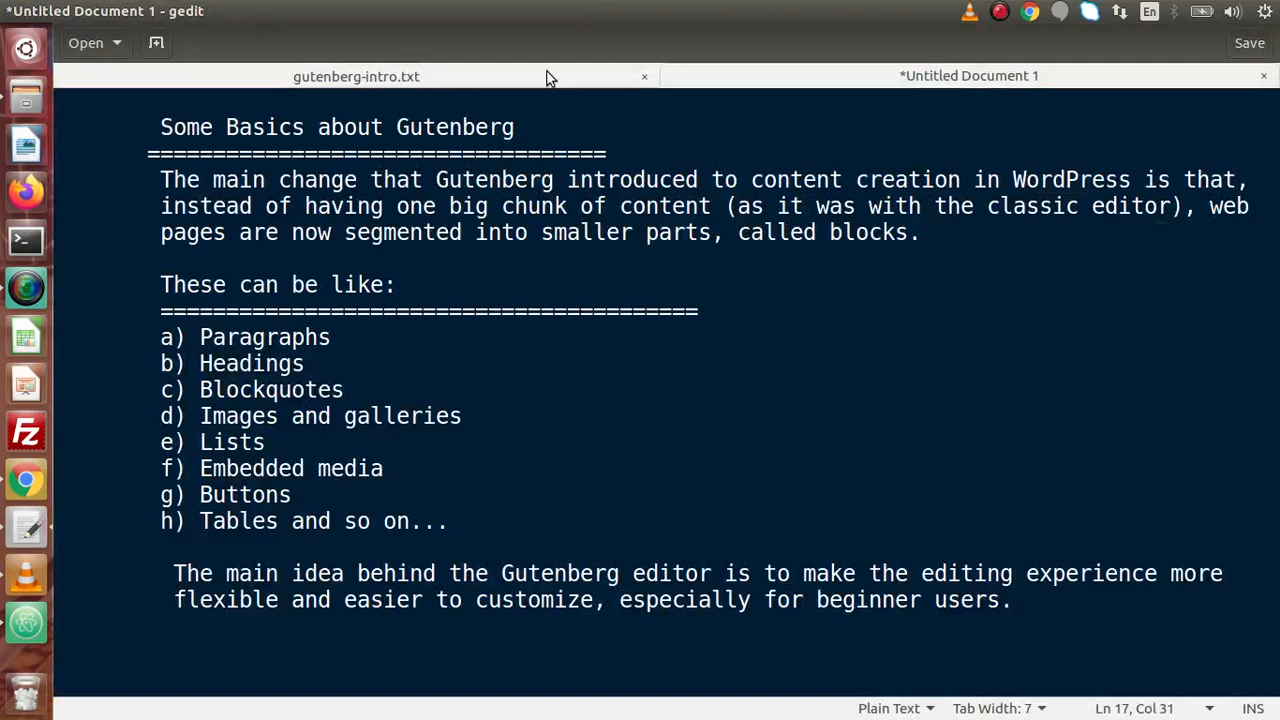 *Untitled Document 1 - gedit
En
Open
Save
gutenberg-intro.txt ×
*Untitled Document 1 ×
Some Basics about Gutenberg
===================================
The main change that Gutenberg introduced to content creation in WordPress is that,
instead of having one big chunk of content (as it was with the classic editor), web
pages are now segmented into smaller parts, called blocks.
These can be like:
=========================================
a) Paragraphs
b) Headings
c) Blockquotes
d) Images and galleries
e) Lists
f) Embedded media
g) Buttons
h) Tables and so on...
The main idea behind the Gutenberg editor is to make the editing experience more
flexible and easier to customize, especially for beginner users.
Plain Text Tab Width: 7 Ln 17, Col 31 INS